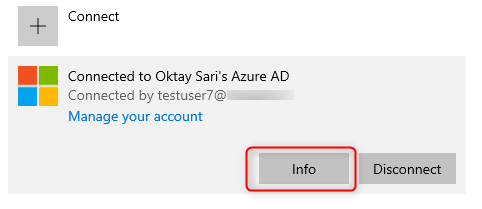 Connect
Connected to Oktay Sari's Azure AD
Connected by testuser7@
Manage your account
Info
Disconnect